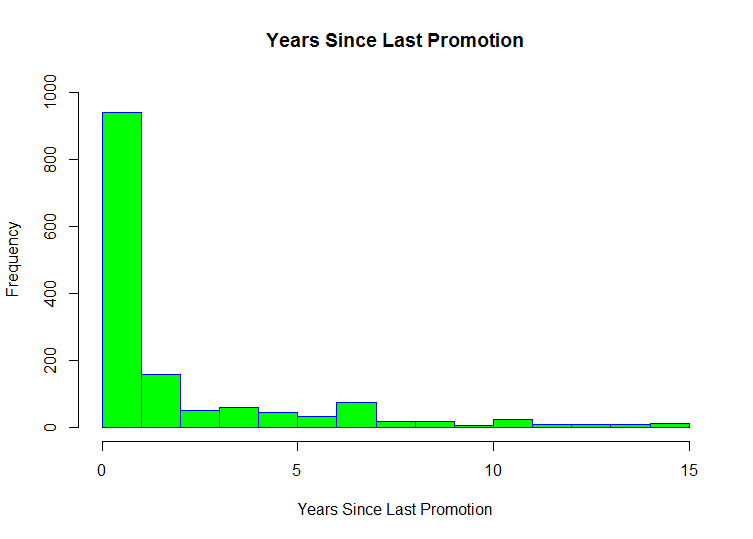 Years Since Last Promotion
Frequency
1000
800
600
400
200
0
0 5 10 15
Years Since Last Promotion